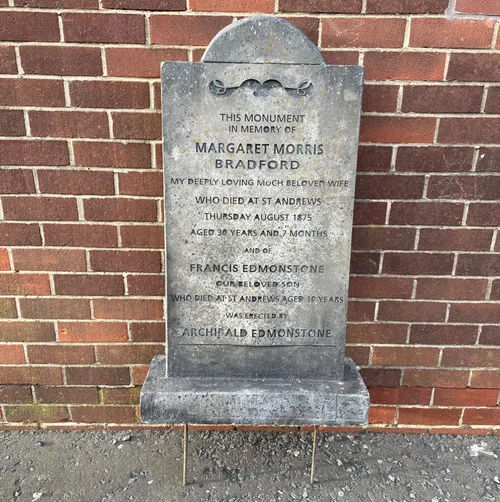 THIS MONUMENT
IN MEMORY OF
MARGARET MORRIS
BRADFORD
MY DEEPLY LOVING MUCH BELOVED WIFE
WHO DIED AT ST ANDREWS
THURSDAY AUGUST 1875
AGED 30 YEARS AND 7 MONTHS
AND OF
FRANCIS EDMONSTONE
OUR BELOVED SON
WHO DIED AT ST ANDREWS AGED 10 YEARS
WAS ERECTED BY
ARCHIFALD EDMONSTONE